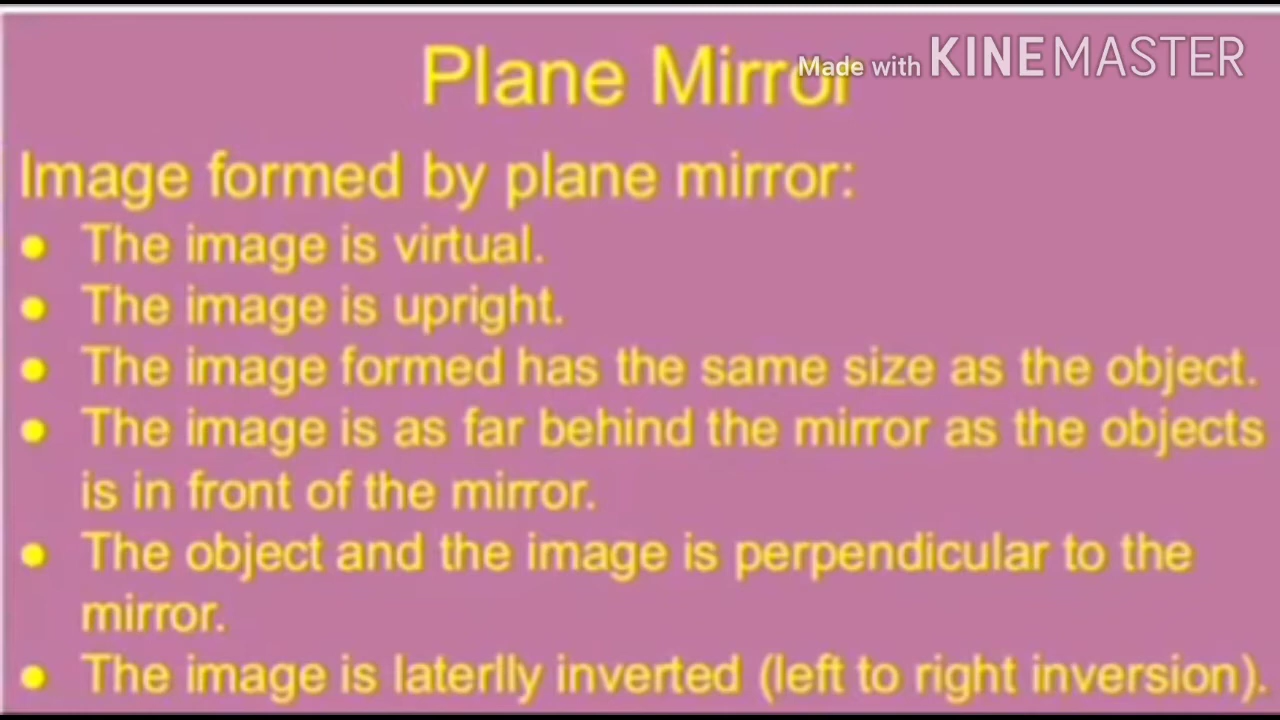 Plane Mirror
Made with KINEMASTER
Image formed by plane mirror:
● The image is virtual.
● The image is upright.
● The image formed has the same size as the object.
● The image is as far behind the mirror as the objects
is in front of the mirror.
● The object and the image is perpendicular to the
mirror.
● The image is laterlly inverted (left to right inversion).